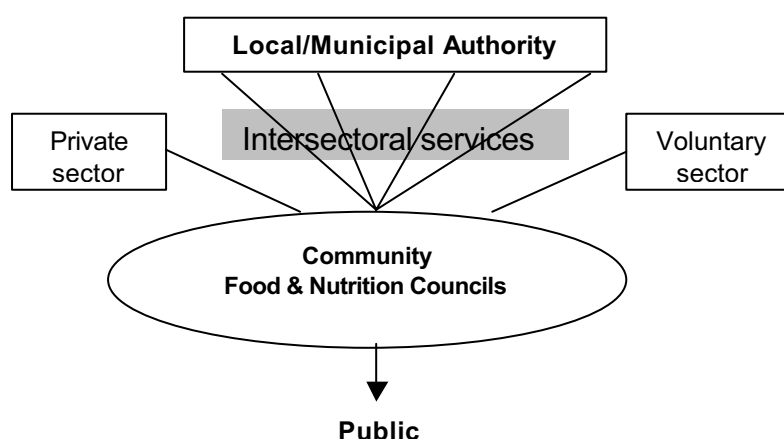 Local/Municipal Authority
Intersectoral services
Private
sector
Voluntary
sector
Community
Food & Nutrition Councils
Public